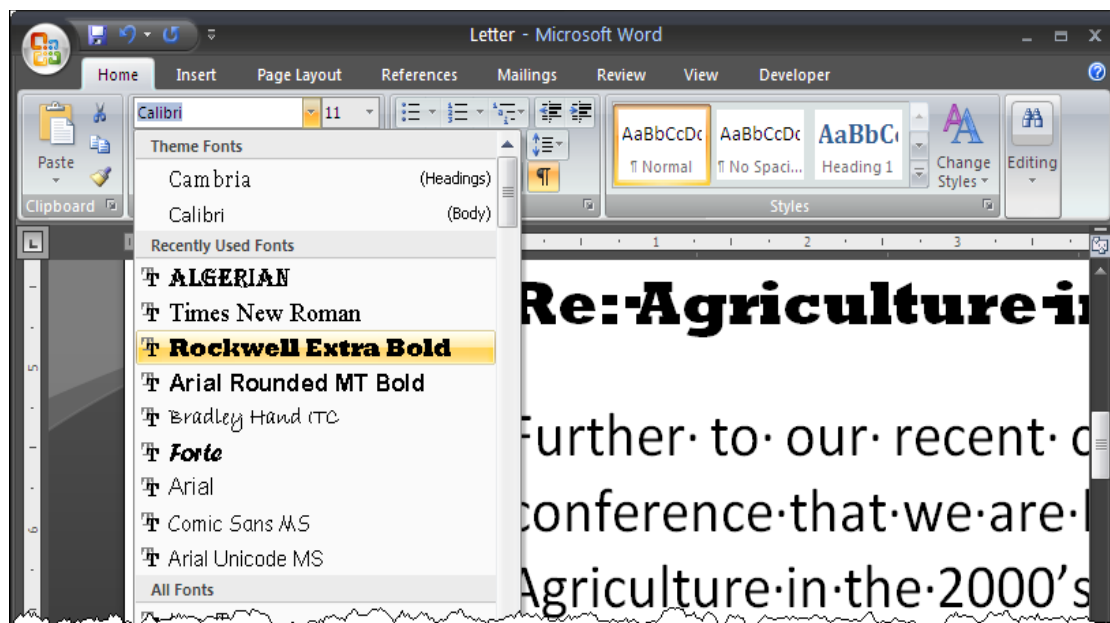 Letter - Microsoft Word
Home Insert Page Layout References Mailings Review View Developer
Calibri 11
Paste
Clipboard
AaBbCcDc AaBbCcDc AaBbC
¶ Normal ¶ No Spaci... Heading 1
Change Styles
Styles
Editing
Theme Fonts
Cambria (Headings)
Calibri (Body)
Recently Used Fonts
ALGERIAN
Times New Roman
Rockwell Extra Bold
Arial Rounded MT Bold
Bradley Hand ITC
Forte
Arial
Comic Sans MS
Arial Unicode MS
All Fonts
L
1 2 3
5
6
Re:·Agriculture·in
Further· to· our· recent·
conference·that·we·are·
Agriculture·in·the·2000's